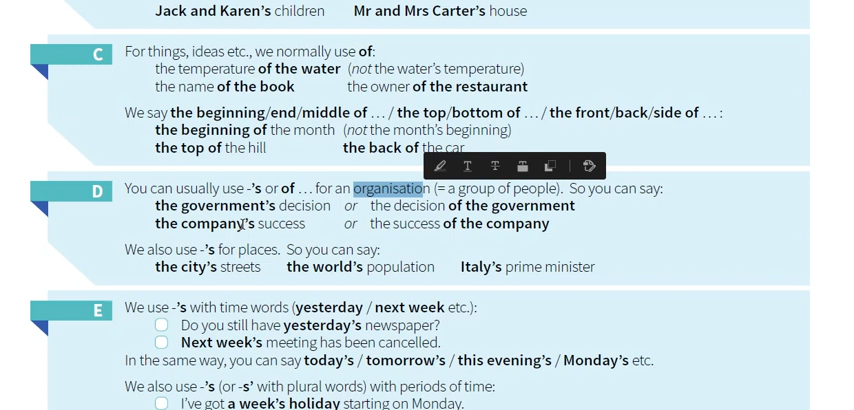 Jack and Karen’s children Mr and Mrs Carter’s house
C
For things, ideas etc., we normally use of:
the temperature of the water (not the water’s temperature)
the name of the book the owner of the restaurant
We say the beginning/end/middle of … / the top/bottom of … / the front/back/side of … :
the beginning of the month (not the month’s beginning)
the top of the hill the back of the car
D
You can usually use -’s or of … for an organisation (= a group of people). So you can say:
the government’s decision or the decision of the government
the company’s success or the success of the company
We also use -’s for places. So you can say:
the city’s streets the world’s population Italy’s prime minister
E
We use -’s with time words (yesterday / next week etc.):
Do you still have yesterday’s newspaper?
Next week’s meeting has been cancelled.
In the same way, you can say today’s / tomorrow’s / this evening’s / Monday’s etc.
We also use -’s (or -s’ with plural words) with periods of time:
I’ve got a week’s holiday starting on Monday.